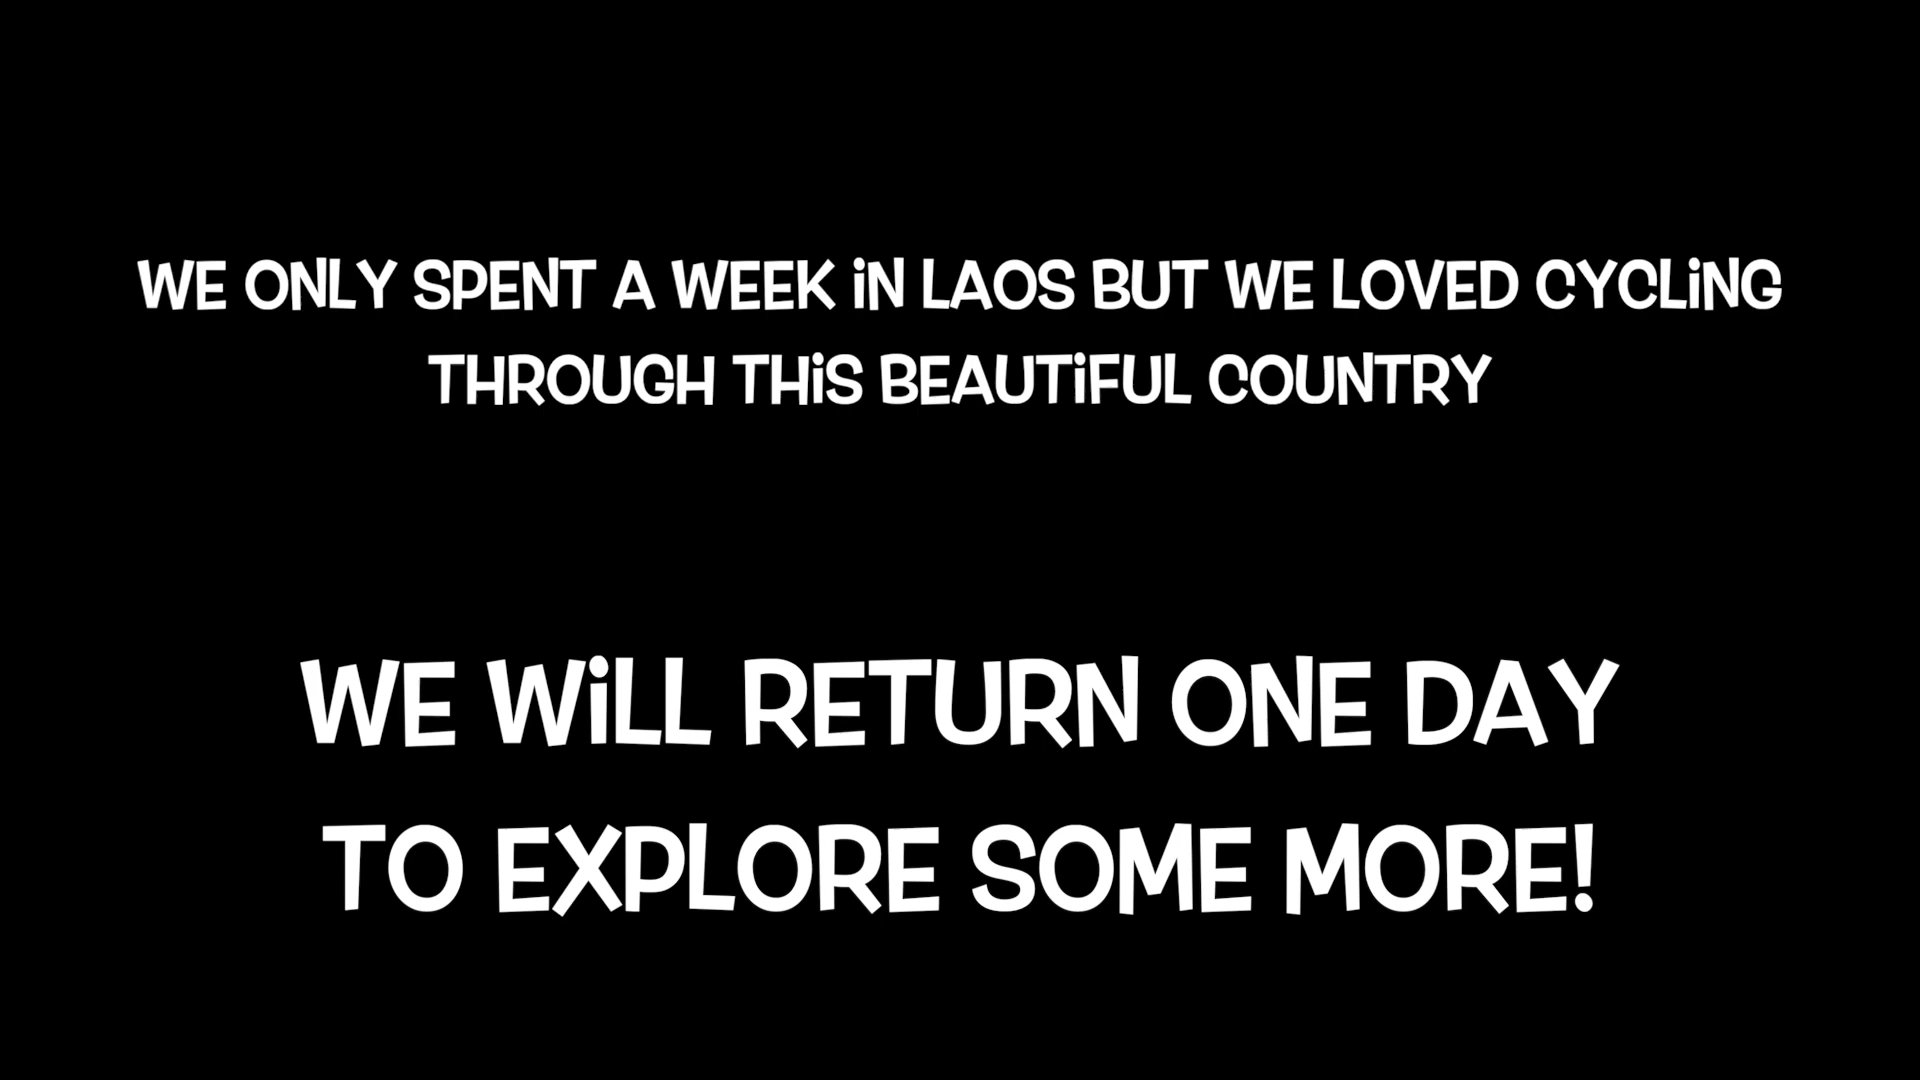 WE ONLY SPENT A WEEK iN LAOS BUT WE LOVED CYCLiNG
THROUGH THiS BEAUTiFUL COUNTRY
WE WiLL RETURN ONE DAY
TO EXPLORE SOME MORE!